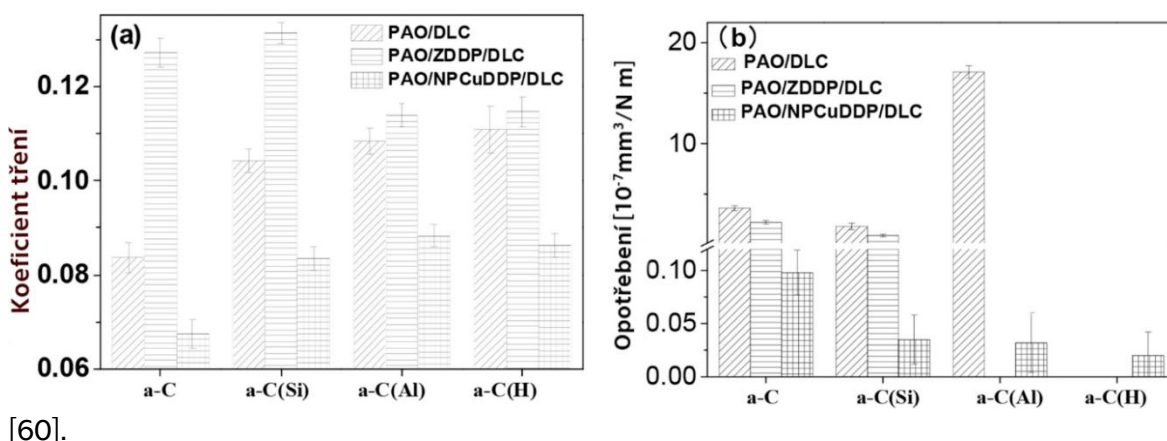 (a)
PAO/DLC
PAO/ZDDP/DLC
PAO/NPCuDDP/DLC
Koeficient tření
0.12
0.10
0.08
0.06
a-C
a-C(Si)
a-C(Al)
a-C(H)
(b)
PAO/DLC
PAO/ZDDP/DLC
PAO/NPCuDDP/DLC
Opotřebení [10⁻⁷mm³/N m]
20
10
0.10
0.05
0.00
a-C
a-C(Si)
a-C(Al)
a-C(H)
[60].